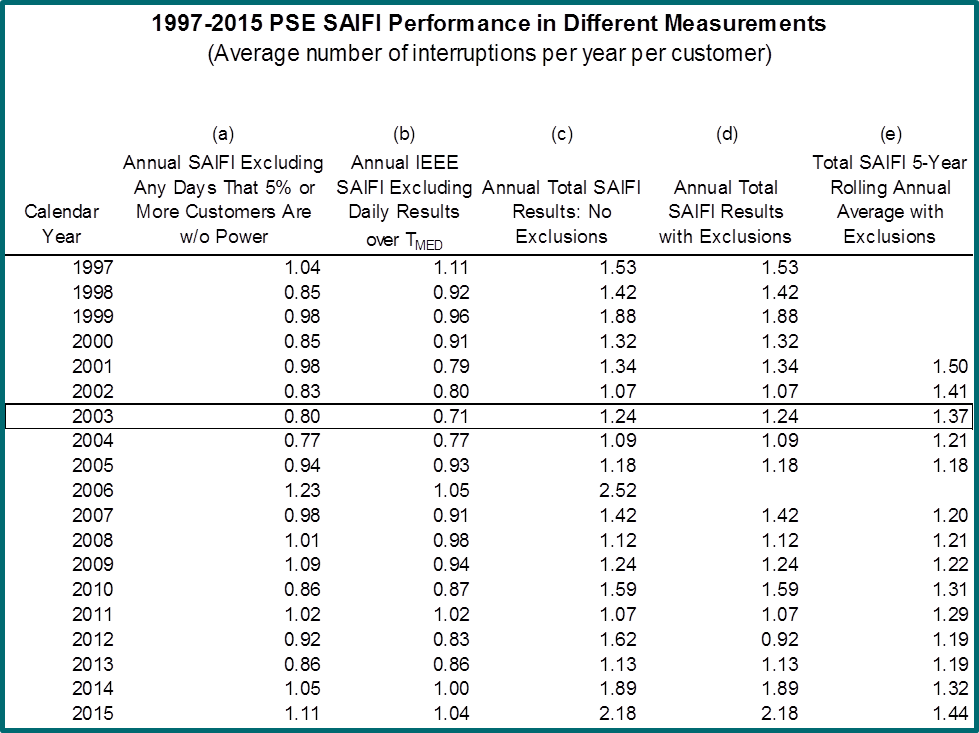 1997-2015 PSE SAIFI Performance in Different Measurements
(Average number of interruptions per year per customer)
(a) (b) (c) (d) (e)
Annual SAIFI Excluding Annual IEEE Total SAIFI 5-Year
Any Days That 5% or SAIFI Excluding Annual Total SAIFI Annual Total Rolling Annual
Calendar More Customers Are Daily Results Results: No SAIFI Results Average with
Year w/o Power over TMED Exclusions with Exclusions Exclusions
1997 1.04 1.11 1.53 1.53
1998 0.85 0.92 1.42 1.42
1999 0.98 0.96 1.88 1.88
2000 0.85 0.91 1.32 1.32
2001 0.98 0.79 1.34 1.34 1.50
2002 0.83 0.80 1.07 1.07 1.41
2003 0.80 0.71 1.24 1.24 1.37
2004 0.77 0.77 1.09 1.09 1.21
2005 0.94 0.93 1.18 1.18 1.18
2006 1.23 1.05 2.52
2007 0.98 0.91 1.42 1.42 1.20
2008 1.01 0.98 1.12 1.12 1.21
2009 1.09 0.94 1.24 1.24 1.22
2010 0.86 0.87 1.59 1.59 1.31
2011 1.02 1.02 1.07 1.07 1.29
2012 0.92 0.83 1.62 0.92 1.19
2013 0.86 0.86 1.13 1.13 1.19
2014 1.05 1.00 1.89 1.89 1.32
2015 1.11 1.04 2.18 2.18 1.44